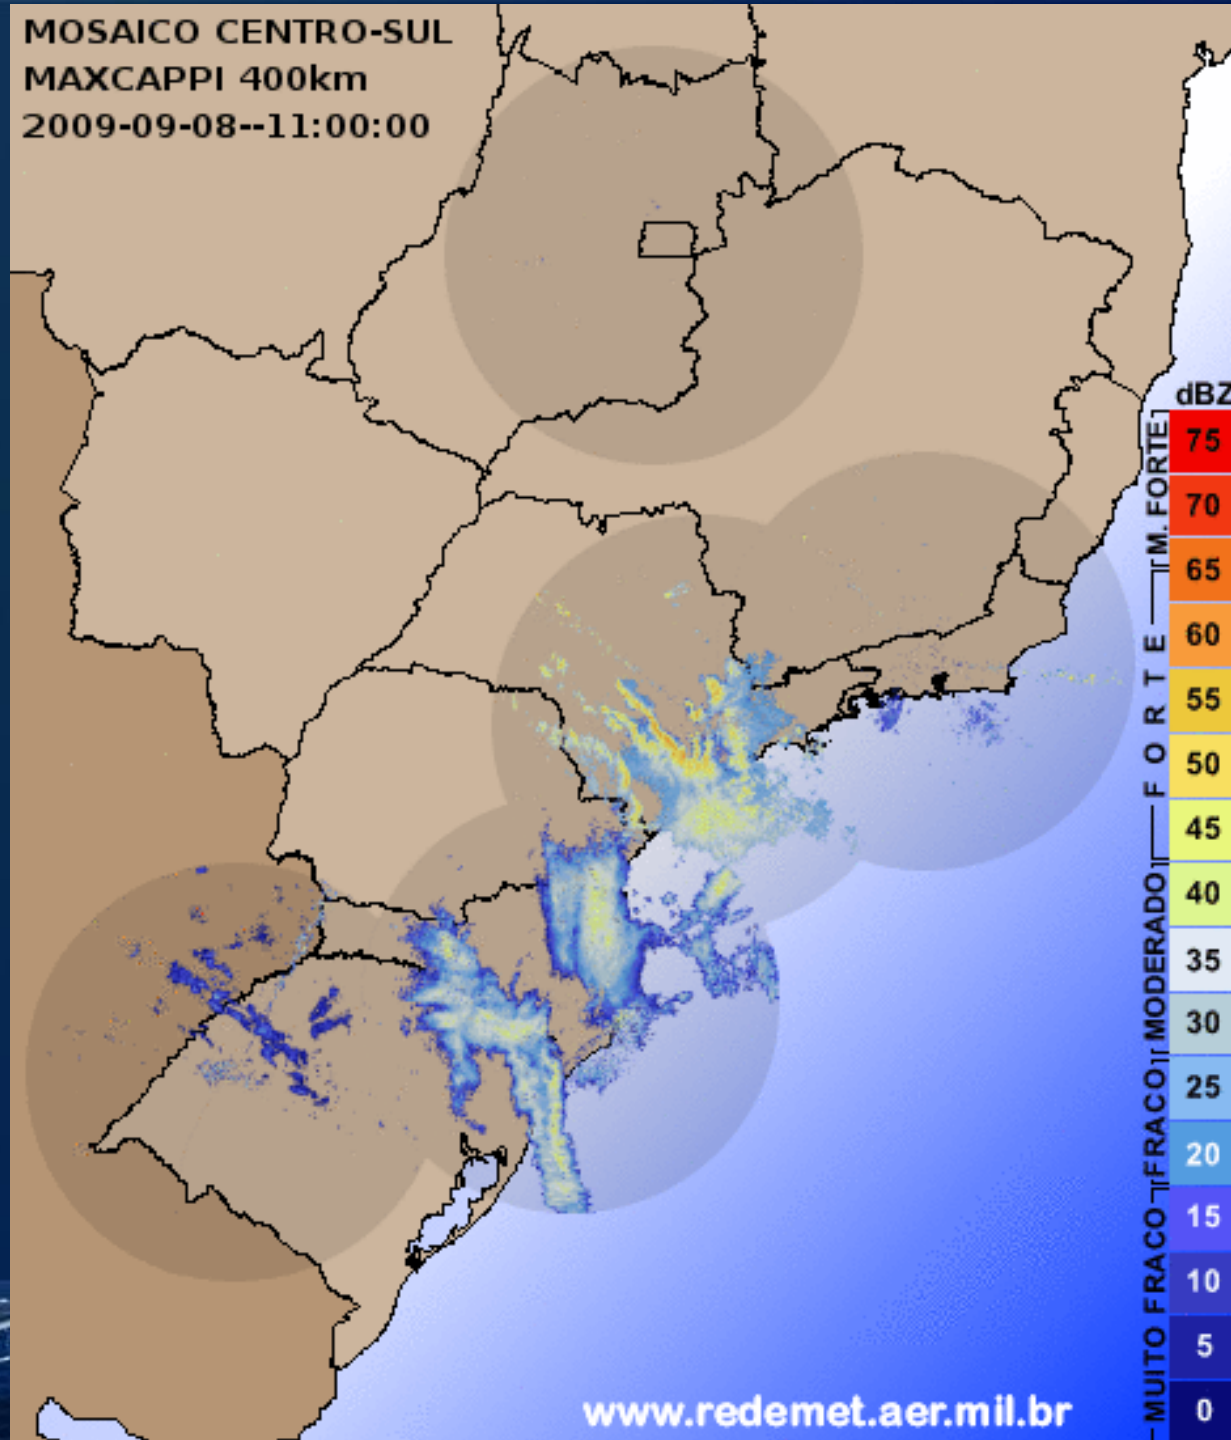 MOSAICO CENTRO-SUL
MAXCAPPI 400km
2009-09-08--11:00:00
dBZ
75
70
65
60
55
50
45
40
35
30
25
20
15
10
5
0
M. FORTE
FORTE
MODERADO
FRACO
MUITO FRACO
www.redemet.aer.mil.br